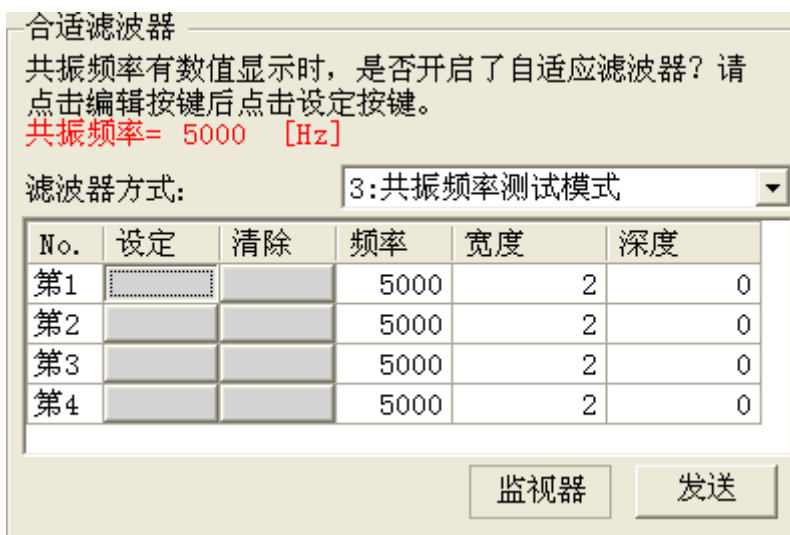 合适滤波器
共振频率有数值显示时，是否开启了自适应滤波器？请
点击编辑按键后点击设定按键。
共振频率= 5000 [Hz]
滤波器方式: 3:共振频率测试模式
No. 设定 清除 频率 宽度 深度
第1 5000 2 0
第2 5000 2 0
第3 5000 2 0
第4 5000 2 0
监视器 发送